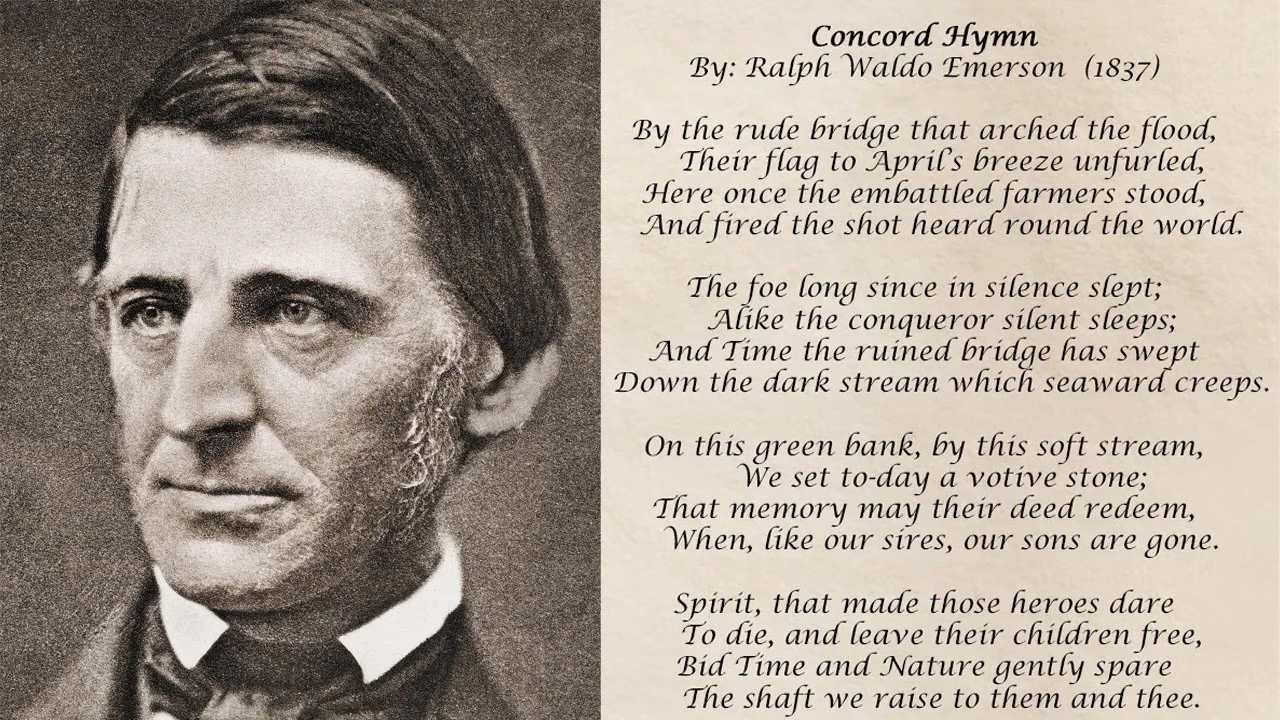 Concord Hymn
By: Ralph Waldo Emerson (1837)
By the rude bridge that arched the flood,
Their flag to April's breeze unfurled,
Here once the embattled farmers stood,
And fired the shot heard round the world.
The foe long since in silence slept;
Alike the conqueror silent sleeps;
And Time the ruined bridge has swept
Down the dark stream which seaward creeps.
On this green bank, by this soft stream,
We set to-day a votive stone;
That memory may their deed redeem,
When, like our sires, our sons are gone.
Spirit, that made those heroes dare
To die, and leave their children free,
Bid Time and Nature gently spare
The shaft we raise to them and thee.